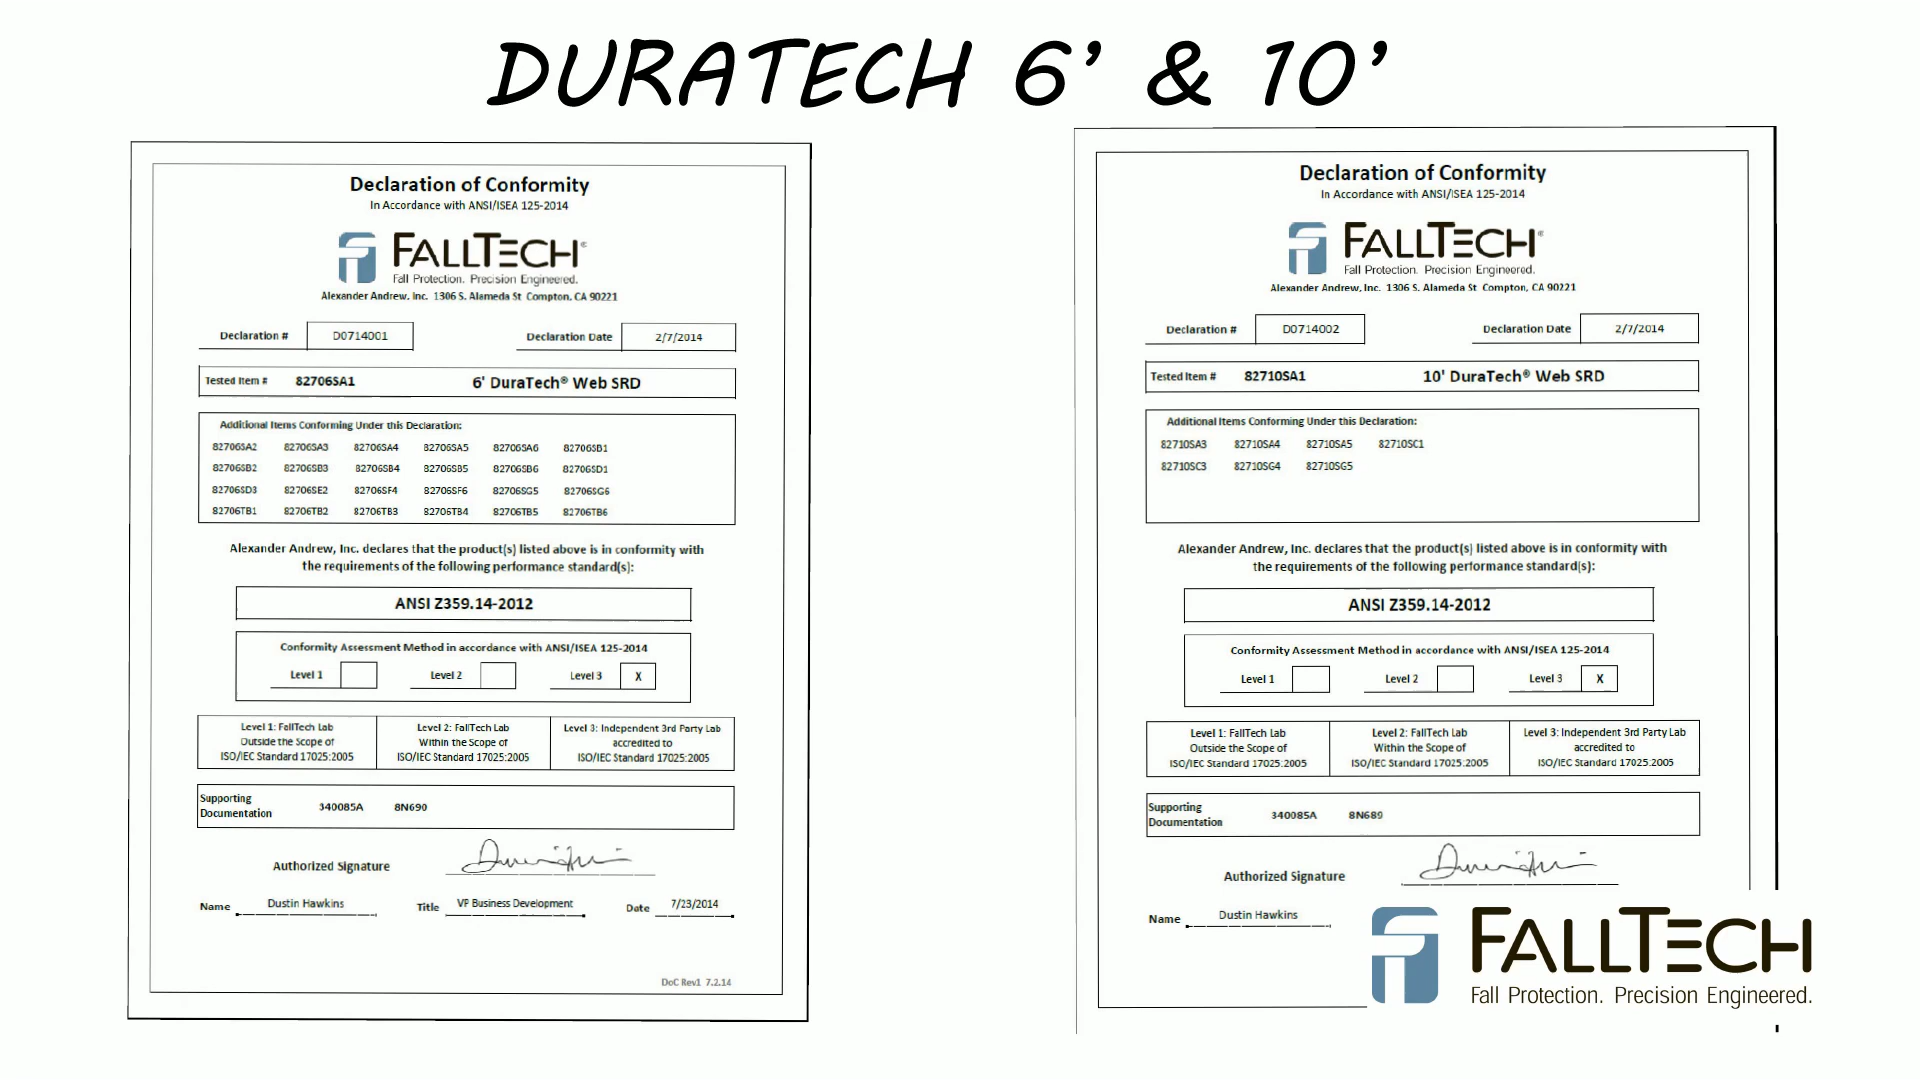 DURATECH 6' & 10'
Declaration of Conformity
In Accordance with ANSI/ISEA 125-2014
FALLTECH®
Fall Protection. Precision Engineered.
Alexander Andrew, Inc. 1306 S. Alameda St Compton, CA 90221
Declaration # D0714001 Declaration Date 2/7/2014
Tested Item # 82706SA1 6' DuraTech® Web SRD
Additional Items Conforming Under this Declaration:
82706SA2 82706SA3 82706SA4 82706SA5 82706SA6 82706SB1
82706SB2 82706SB3 82706SB4 82706SB5 82706SB6 82706SD1
82706SD3 82706SE2 82706SF4 82706SF6 82706SG5 82706SG6
82706TB1 82706TB2 82706TB3 82706TB4 82706TB5 82706TB6
Alexander Andrew, Inc. declares that the product(s) listed above is in conformity with
the requirements of the following performance standard(s):
ANSI Z359.14-2012
Conformity Assessment Method in accordance with ANSI/ISEA 125-2014
Level 1 Level 2 Level 3 X
Level 1: FallTech Lab Level 2: FallTech Lab Level 3: Independent 3rd Party Lab
Outside the Scope of Within the Scope of accredited to
ISO/IEC Standard 17025:2005 ISO/IEC Standard 17025:2005 ISO/IEC Standard 17025:2005
Supporting
Documentation 340085A 8N690
Authorized Signature
Name Dustin Hawkins Title VP Business Development Date 7/23/2014
DoC Rev1 7.2.14
Declaration of Conformity
In Accordance with ANSI/ISEA 125-2014
FALLTECH®
Fall Protection. Precision Engineered.
Alexander Andrew, Inc. 1306 S. Alameda St Compton, CA 90221
Declaration # D0714002 Declaration Date 2/7/2014
Tested Item # 82710SA1 10' DuraTech® Web SRD
Additional Items Conforming Under this Declaration:
82710SA3 82710SA4 82710SA5 82710SC1
82710SC3 82710SG4 82710SG5
Alexander Andrew, Inc. declares that the product(s) listed above is in conformity with
the requirements of the following performance standard(s):
ANSI Z359.14-2012
Conformity Assessment Method in accordance with ANSI/ISEA 125-2014
Level 1 Level 2 Level 3 X
Level 1: FallTech Lab Level 2: FallTech Lab Level 3: Independent 3rd Party Lab
Outside the Scope of Within the Scope of accredited to
ISO/IEC Standard 17025:2005 ISO/IEC Standard 17025:2005 ISO/IEC Standard 17025:2005
Supporting
Documentation 340085A 8N689
Authorized Signature
Name Dustin Hawkins
FALLTECH
Fall Protection. Precision Engineered.